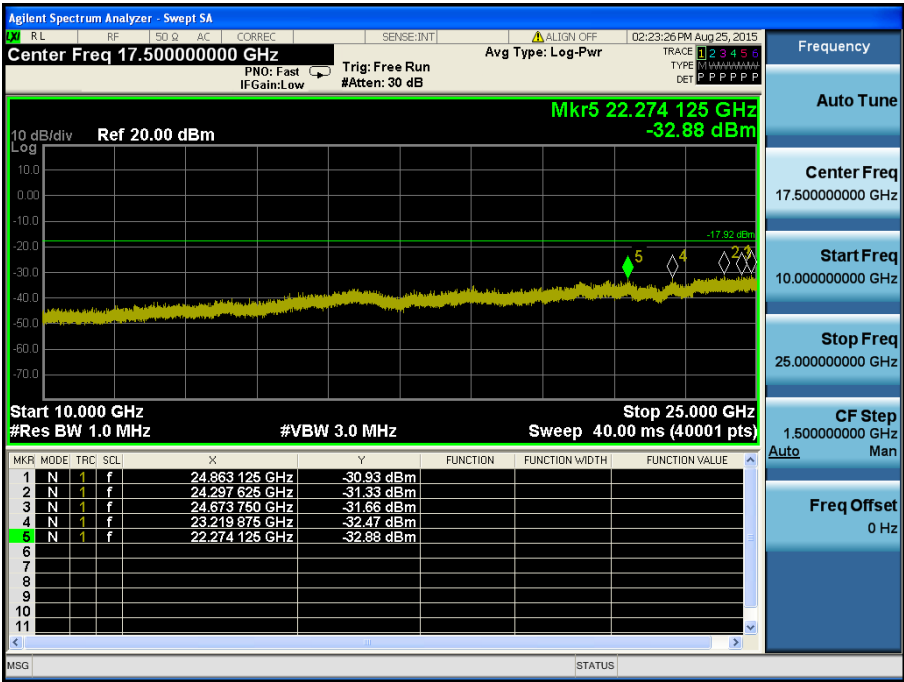 Agilent Spectrum Analyzer - Swept SA
LXI RL RF 50 Ω AC CORREC SENSE:INT ALIGN OFF 02:23:26 PM Aug 25, 2015
Center Freq 17.500000000 GHz
PNO: Fast
IFGain:Low
Trig: Free Run
#Atten: 30 dB
Avg Type: Log-Pwr
TRACE 1 2 3 4 5 6
TYPE M WWWWW
DET P P P P P P
Mkr5 22.274 125 GHz
-32.88 dBm
10 dB/div Ref 20.00 dBm
Log
10.0
0.00
-10.0
-17.92 dBm
-20.0
5 4 2 3 1
-30.0
-40.0
-50.0
-60.0
-70.0
Start 10.000 GHz Stop 25.000 GHz
#Res BW 1.0 MHz #VBW 3.0 MHz Sweep 40.00 ms (40001 pts)
MKR MODE TRC SCL X Y FUNCTION FUNCTION WIDTH FUNCTION VALUE
1 N 1 f 24.863 125 GHz -30.93 dBm
2 N 1 f 24.297 625 GHz -31.33 dBm
3 N 1 f 24.673 750 GHz -31.66 dBm
4 N 1 f 23.219 875 GHz -32.47 dBm
5 N 1 f 22.274 125 GHz -32.88 dBm
6
7
8
9
10
11
MSG STATUS
Frequency
Auto Tune
Center Freq
17.500000000 GHz
Start Freq
10.000000000 GHz
Stop Freq
25.000000000 GHz
CF Step
1.500000000 GHz
Auto Man
Freq Offset
0 Hz